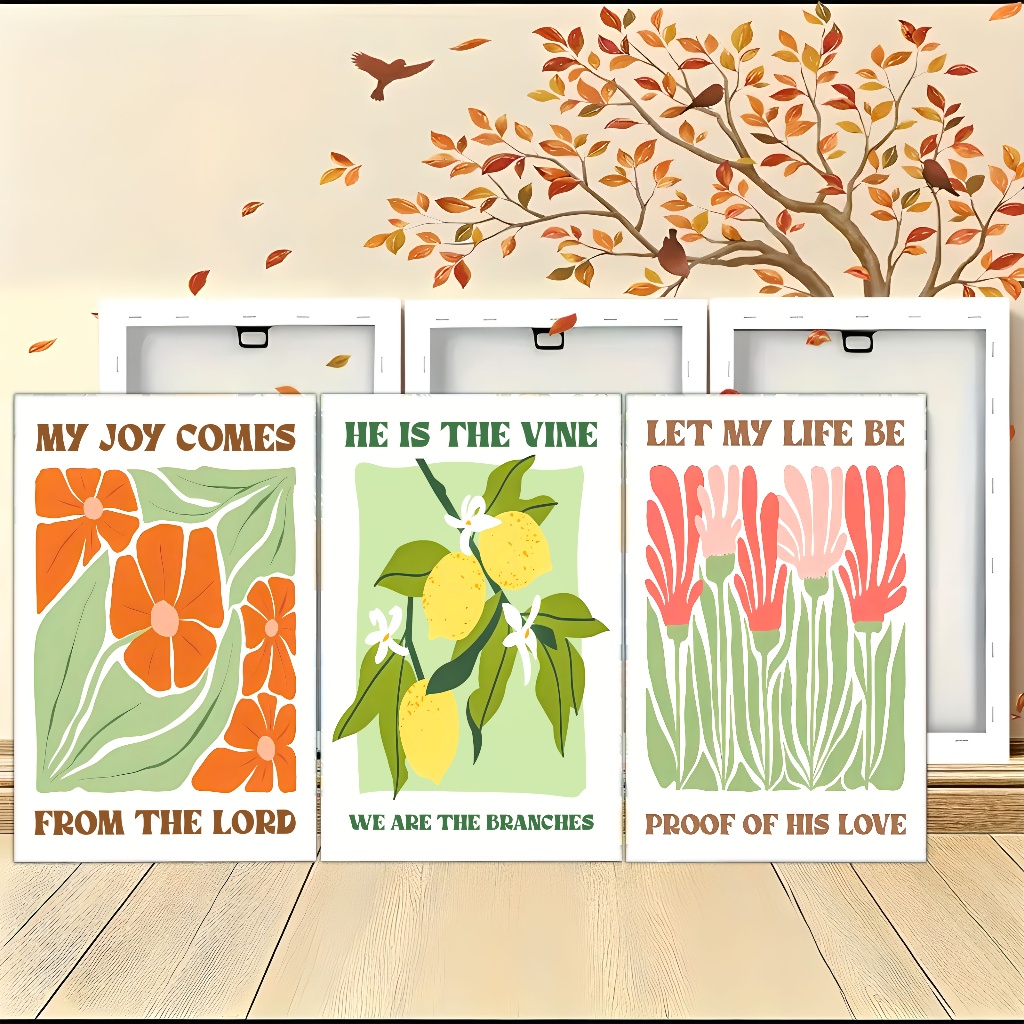 MY JOY COMES
FROM THE LORD
HE IS THE VINE
WE ARE THE BRANCHES
LET MY LIFE BE
PROOF OF HIS LOVE